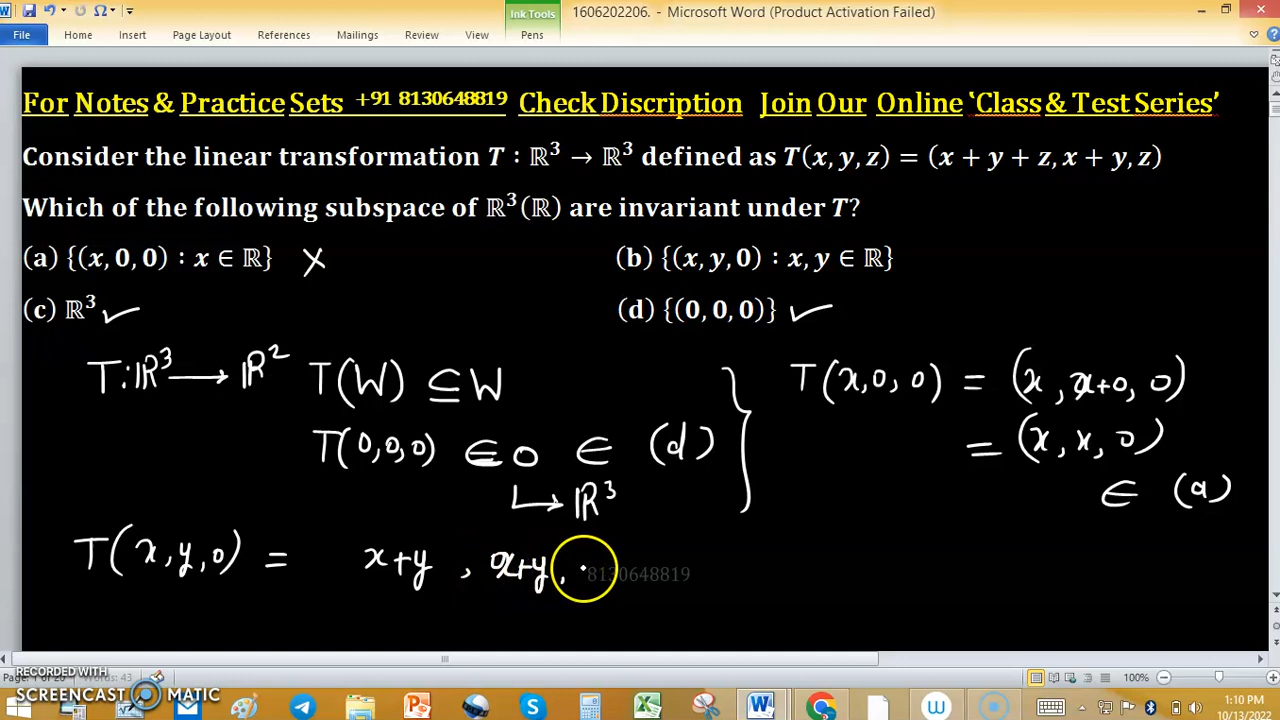 Ink Tools
1606202206. - Microsoft Word (Product Activation Failed)
File Home Insert Page Layout References Mailings Review View Pens
For Notes & Practice Sets +91 8130648819 Check Discription Join Our Online 'Class & Test Series'
Consider the linear transformation T : ℝ³ → ℝ³ defined as T(x, y, z) = (x + y + z, x + y, z)
Which of the following subspace of ℝ³(ℝ) are invariant under T?
(a) {(x, 0, 0) : x ∈ ℝ} X (b) {(x, y, 0) : x, y ∈ ℝ}
(c) ℝ³ ✓ (d) {(0, 0, 0)} ✓
T: ℝ³ → ℝ² T(W) ⊆ W T(x, 0, 0) = (x, x+0, 0)
T(0, 0, 0) ∈ 0 ∈ (d) = (x, x, 0)
↳ ℝ³ ∈ (a)
T(x, y, 0) = x+y , x+y,
8130648819
RECORDED WITH
SCREENCAST MATIC
Words: 43
100%
1:10 PM
10/13/2022